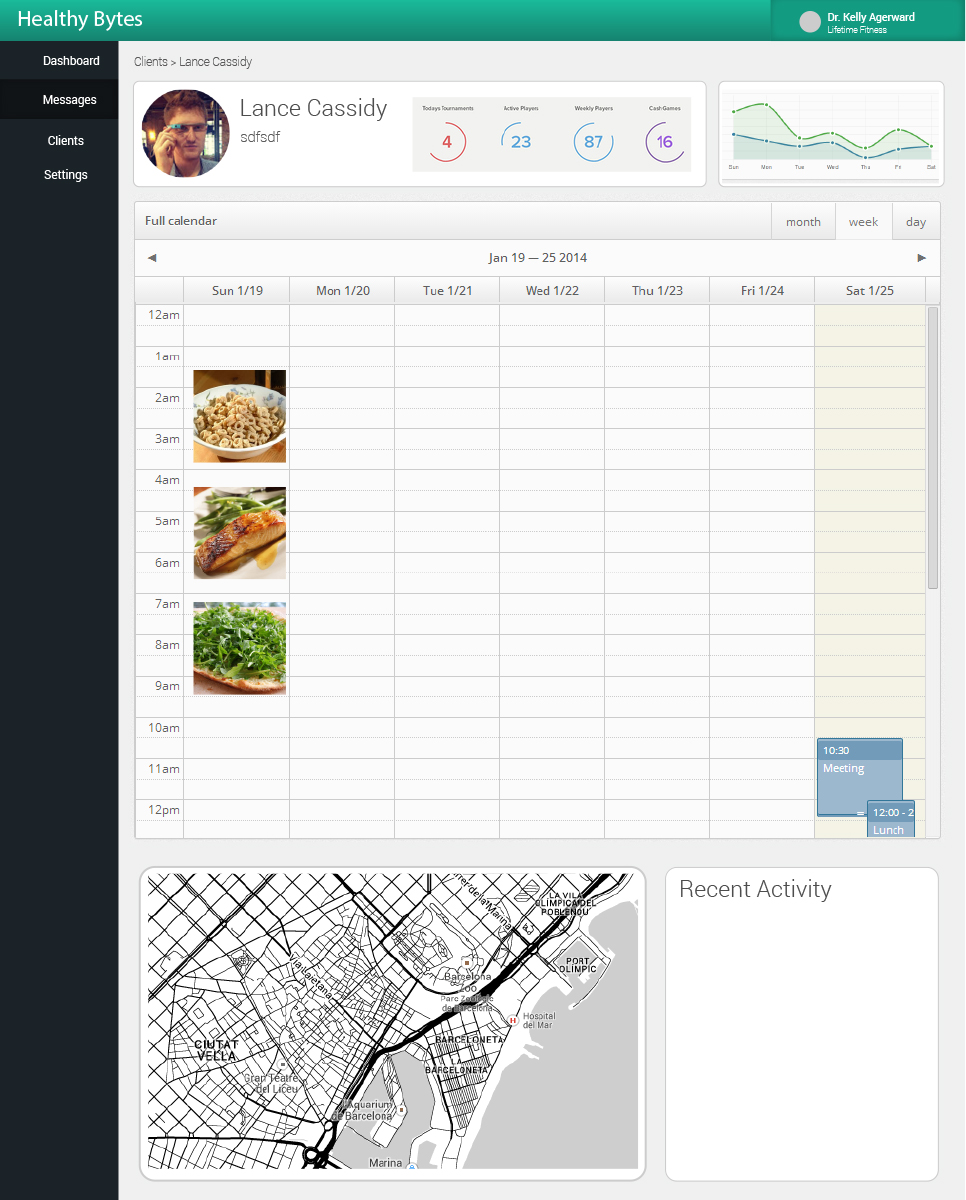 Healthy Bytes
Dr. Kelly Agerward
Lifetime Fitness
Dashboard
Messages
Clients
Settings
Clients > Lance Cassidy
Lance Cassidy
sdfsdf
Todays Tournaments
Active Players
Weekly Players
Cash Games
4
23
87
16
Sun Mon Tue Wed Thu Fri Sat
Full calendar
month
week
day
◀ Jan 19 — 25 2014 ▶
Sun 1/19 Mon 1/20 Tue 1/21 Wed 1/22 Thu 1/23 Fri 1/24 Sat 1/25
12am
1am
2am
3am
4am
5am
6am
7am
8am
9am
10am
11am
12pm
10:30
Meeting
12:00 - 2
Lunch
LA VILA
OLÍMPICA DEL
POBLENOU
Via Laietana
PORT
OLÍMPIC
Barcelona
Zoo
Parc Zoològic
de Barcelona
Hospital
del Mar
H
CIUTAT
VELLA
BARCELONETA
LA
BARCELONETA
Gran Teatre
del Liceu
L'Aquarium
de Barcelona
Marina
Recent Activity